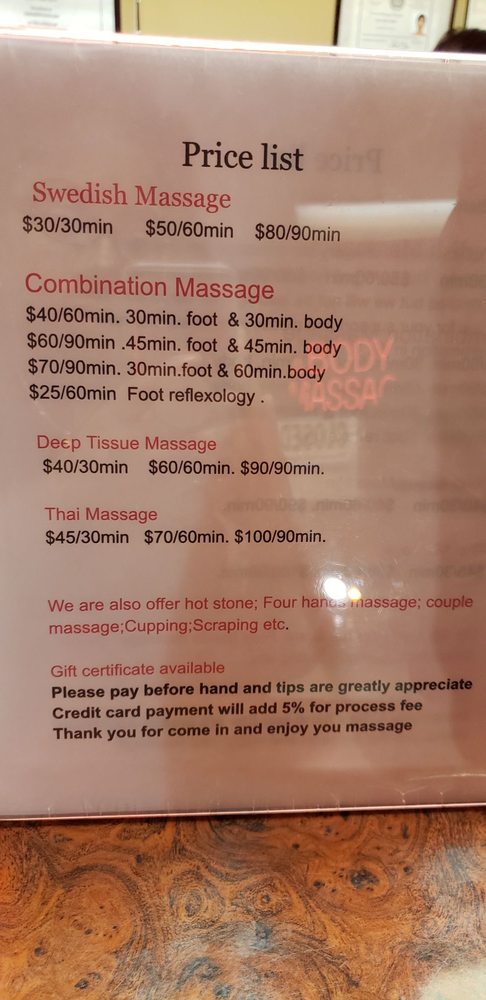 Price list
Swedish Massage
$30/30min $50/60min $80/90min
Combination Massage
$40/60min. 30min. foot & 30min. body
$60/90min .45min. foot & 45min. body
$70/90min. 30min.foot & 60min.body
$25/60min Foot reflexology .
Deep Tissue Massage
$40/30min $60/60min. $90/90min.
Thai Massage
$45/30min $70/60min. $100/90min.
We are also offer hot stone; Four hands massage; couple
massage;Cupping;Scraping etc.
Gift certificate available
Please pay before hand and tips are greatly appreciate
Credit card payment will add 5% for process fee
Thank you for come in and enjoy you massage
BODY